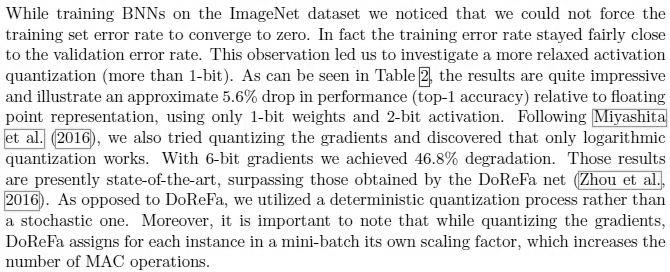 While training BNNs on the ImageNet dataset we noticed that we could not force the
training set error rate to converge to zero. In fact the training error rate stayed fairly close
to the validation error rate. This observation led us to investigate a more relaxed activation
quantization (more than 1-bit). As can be seen in Table 2, the results are quite impressive
and illustrate an approximate 5.6% drop in performance (top-1 accuracy) relative to floating
point representation, using only 1-bit weights and 2-bit activation. Following Miyashita
et al. (2016), we also tried quantizing the gradients and discovered that only logarithmic
quantization works. With 6-bit gradients we achieved 46.8% degradation. Those results
are presently state-of-the-art, surpassing those obtained by the DoReFa net (Zhou et al.,
2016). As opposed to DoReFa, we utilized a deterministic quantization process rather than
a stochastic one. Moreover, it is important to note that while quantizing the gradients,
DoReFa assigns for each instance in a mini-batch its own scaling factor, which increases the
number of MAC operations.